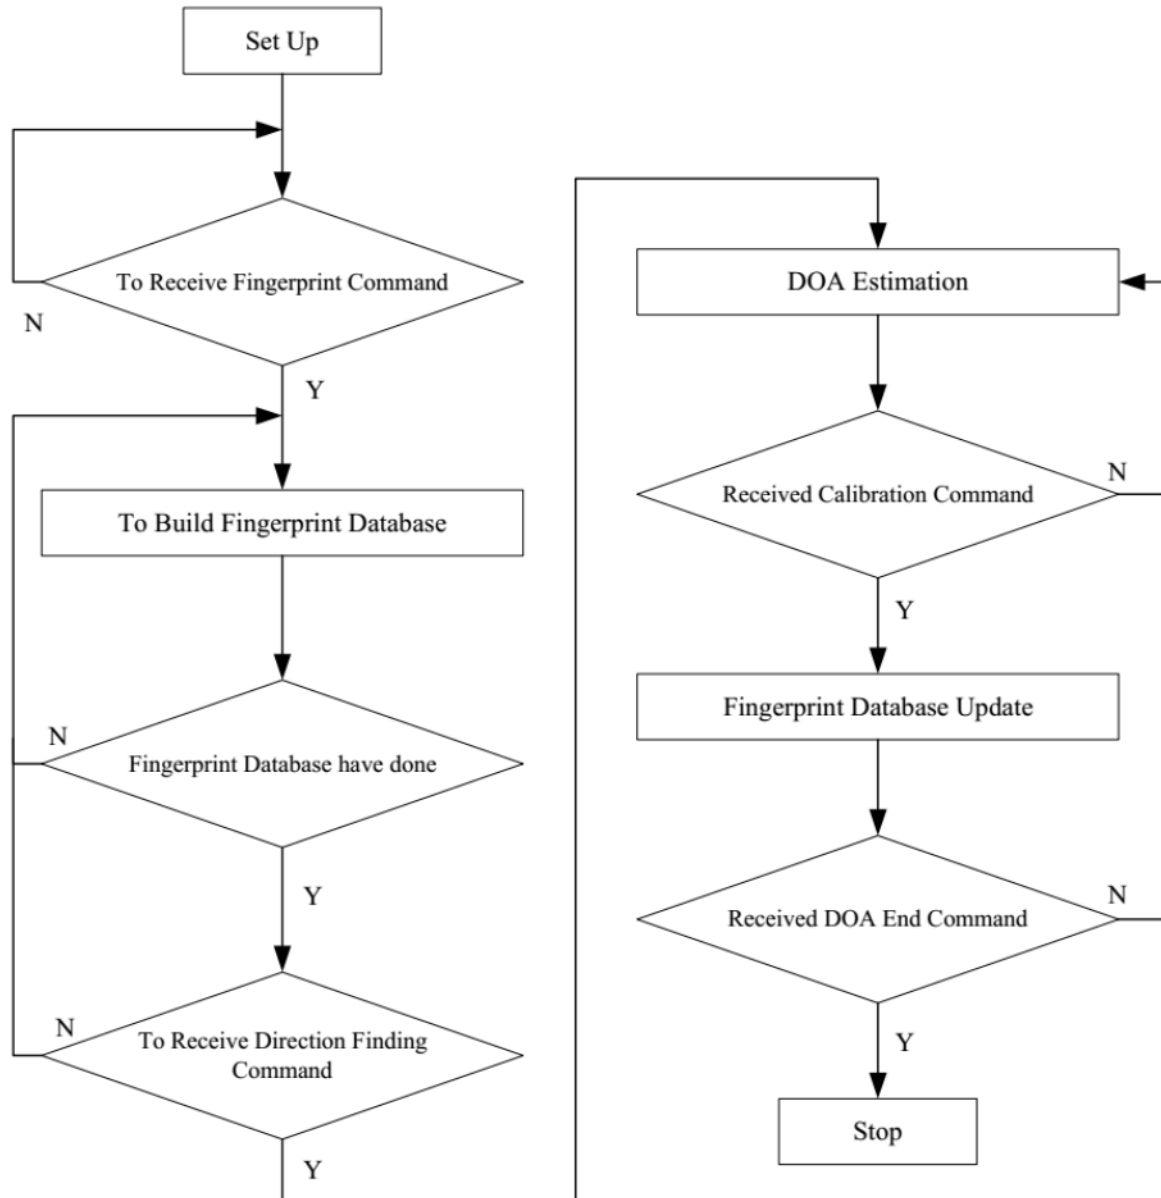 Set Up
To Receive Fingerprint Command
N
Y
To Build Fingerprint Database
N
Fingerprint Database have done
Y
N
To Receive Direction Finding
Command
Y
DOA Estimation
N
Received Calibration Command
Y
Fingerprint Database Update
N
Received DOA End Command
Y
Stop